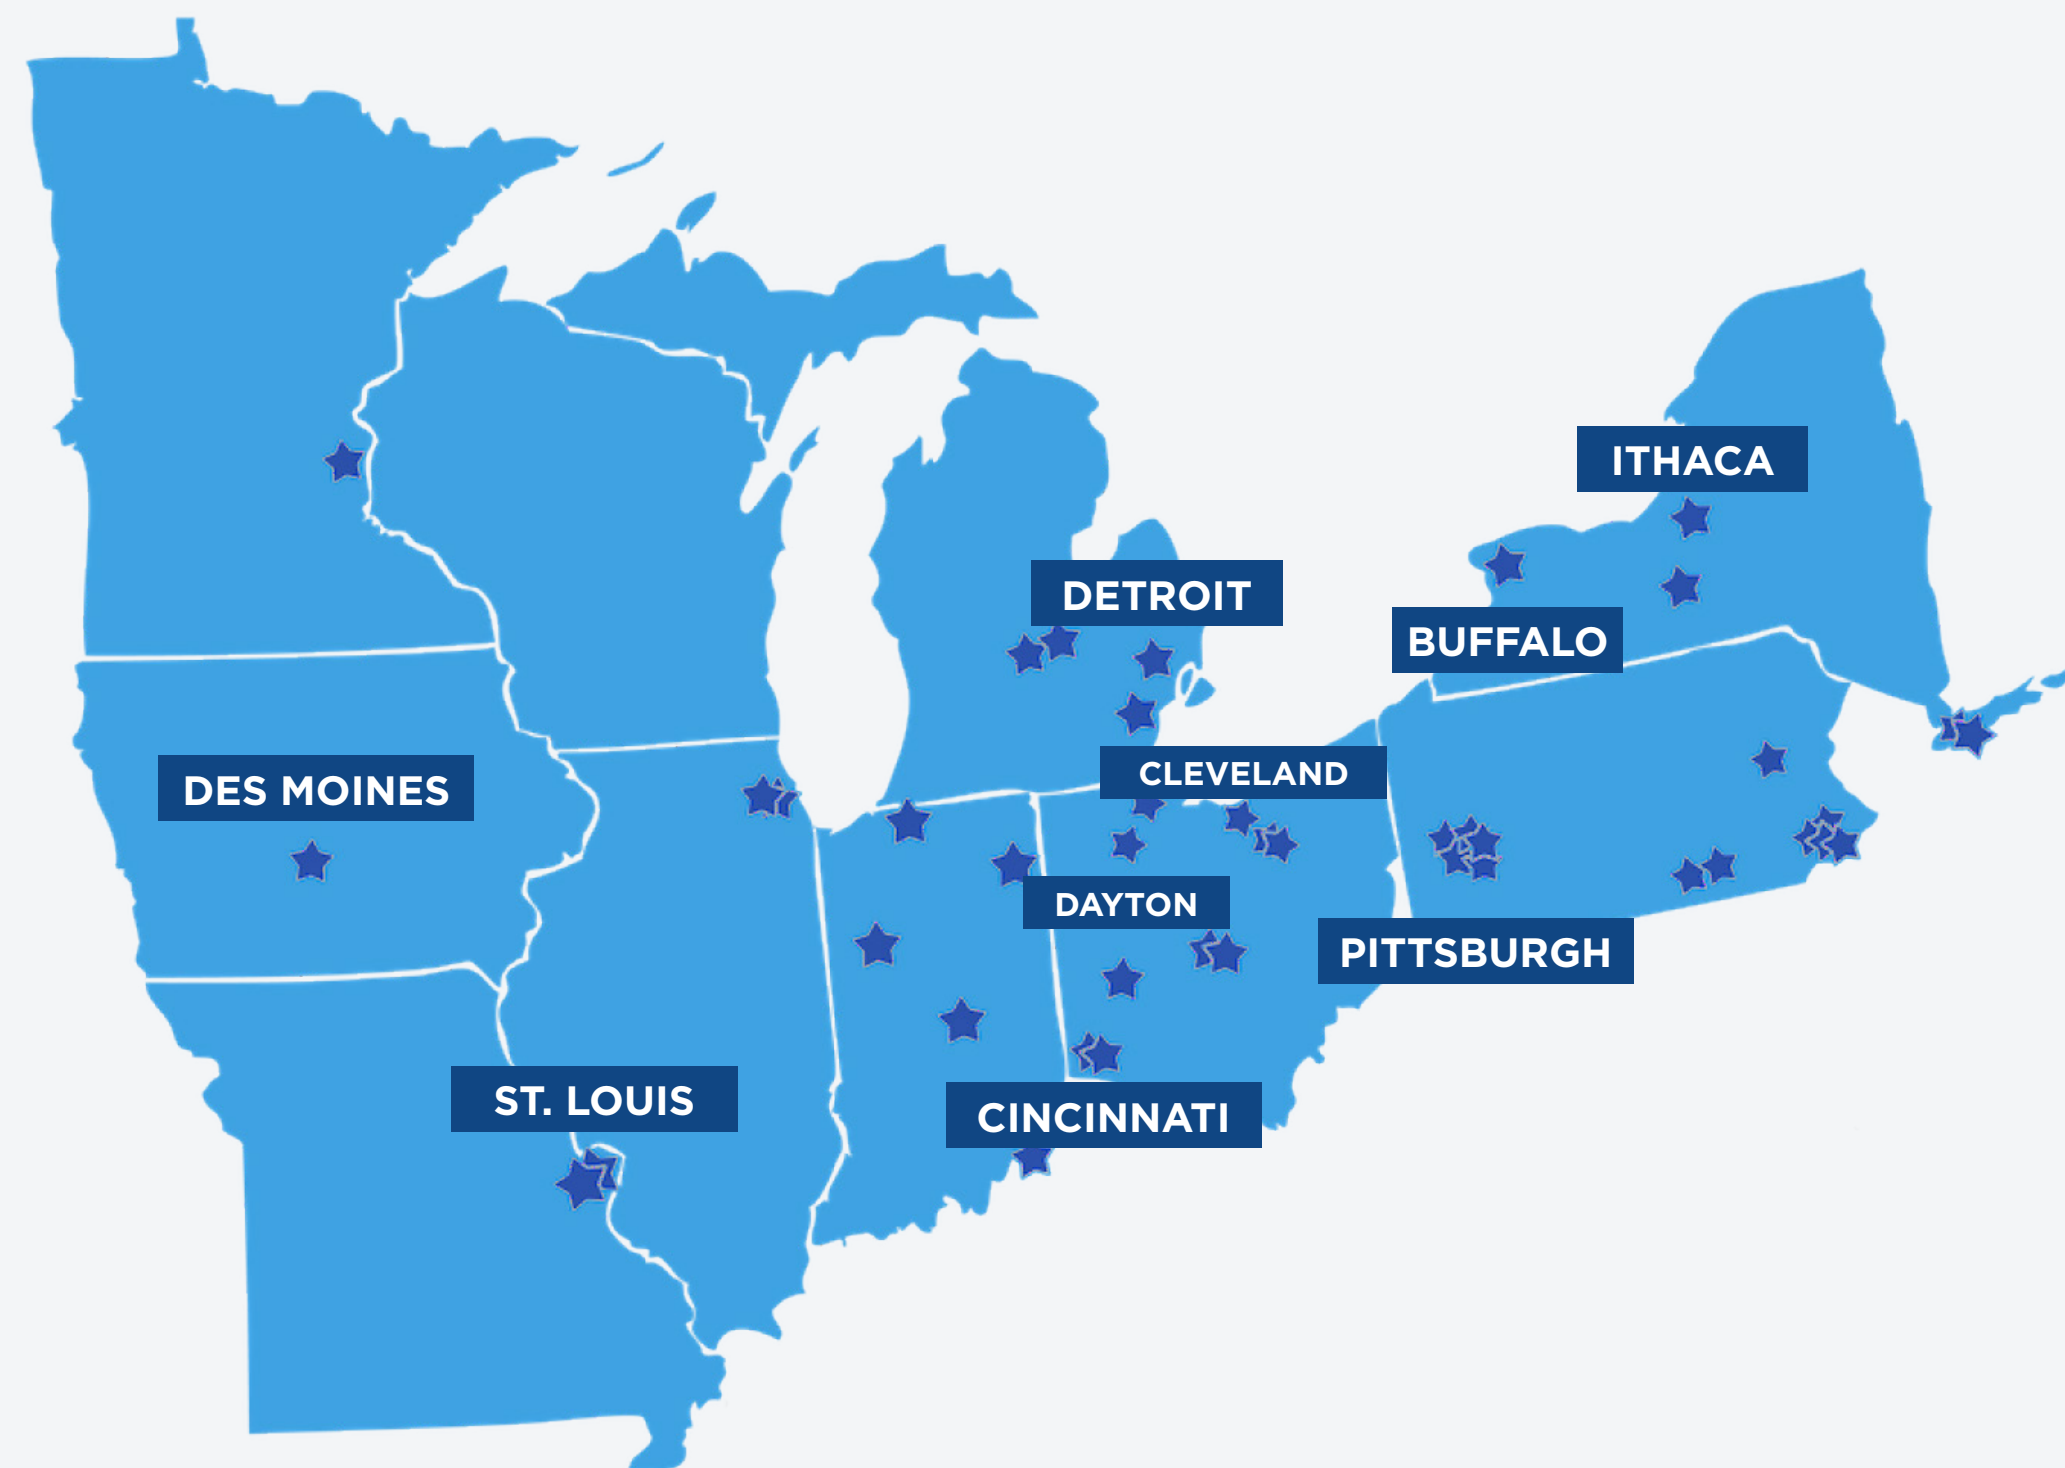 ITHACA
DETROIT
BUFFALO
CLEVELAND
DES MOINES
DAYTON
PITTSBURGH
ST. LOUIS
CINCINNATI